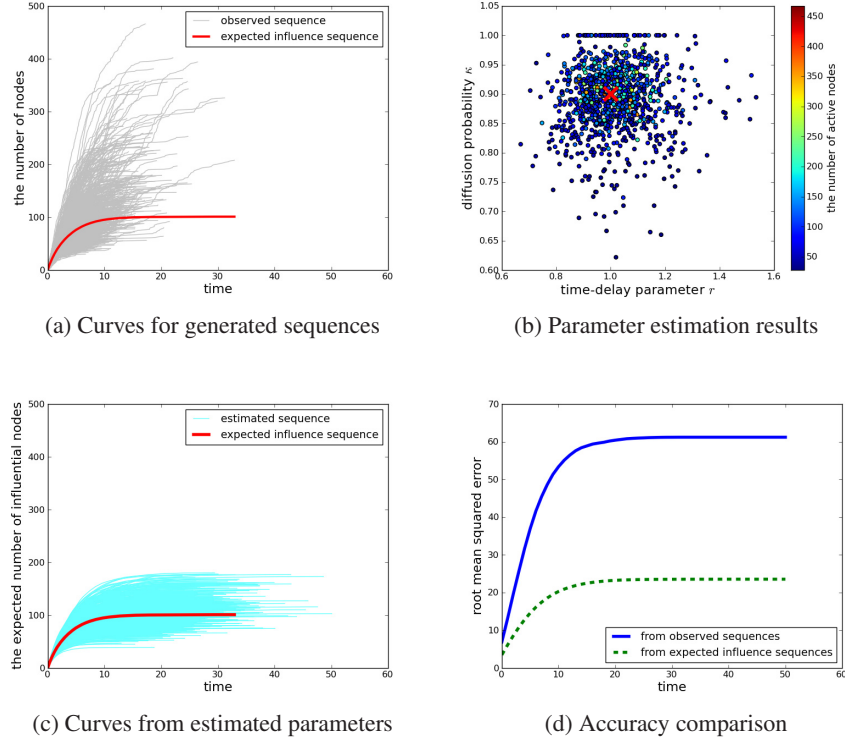 500
400
300
200
100
0
the number of nodes
observed sequence
expected influence sequence
0 10 20 30 40 50 60
time
(a) Curves for generated sequences
1.05
1.00
0.95
0.90
0.85
0.80
0.75
0.70
0.65
0.60
diffusion probability κ
0.6 0.8 1.0 1.2 1.4 1.6
time-delay parameter r
450
400
350
300
250
200
150
100
50
the number of active nodes
(b) Parameter estimation results
500
400
300
200
100
0
the expected number of influential nodes
estimated sequence
expected influence sequence
0 10 20 30 40 50 60
time
(c) Curves from estimated parameters
70
60
50
40
30
20
10
0
root mean squared error
from observed sequences
from expected influence sequences
0 10 20 30 40 50 60
time
(d) Accuracy comparison